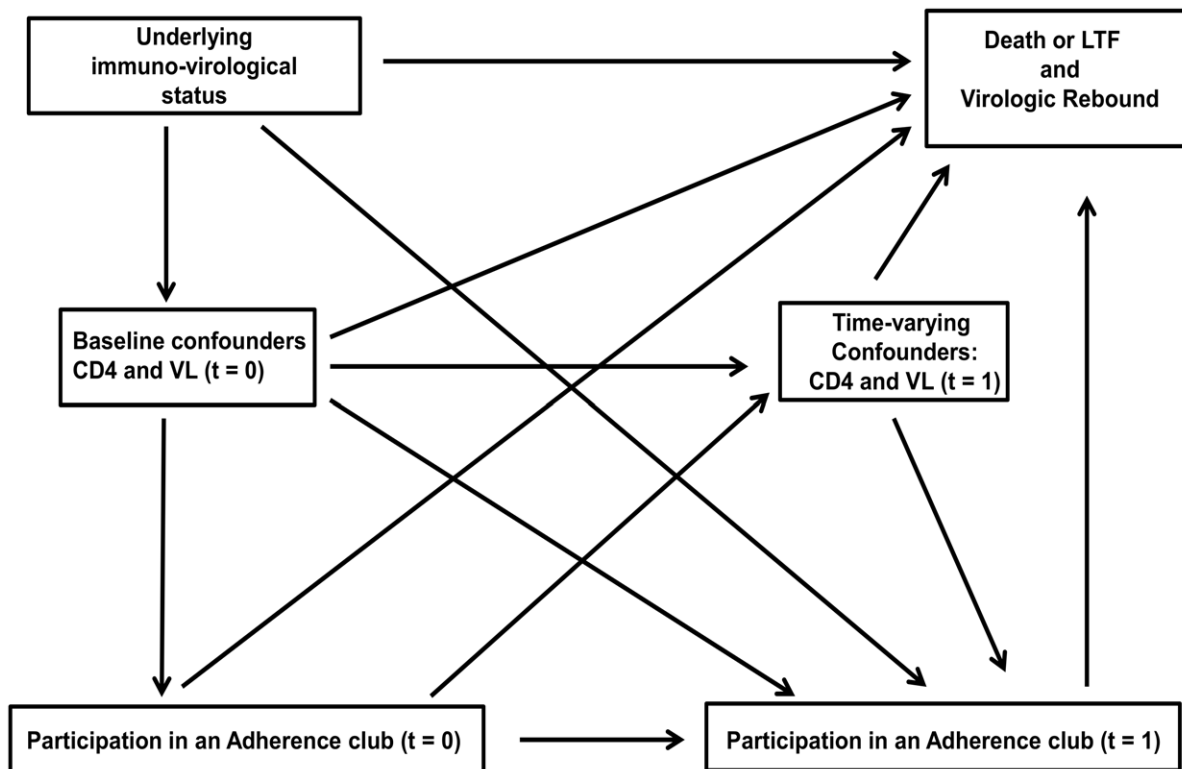 Underlying
immuno-virological
status
Death or LTF
and
Virologic Rebound
Baseline confounders
CD4 and VL (t = 0)
Time-varying
Confounders:
CD4 and VL (t = 1)
Participation in an Adherence club (t = 0)
Participation in an Adherence club (t = 1)